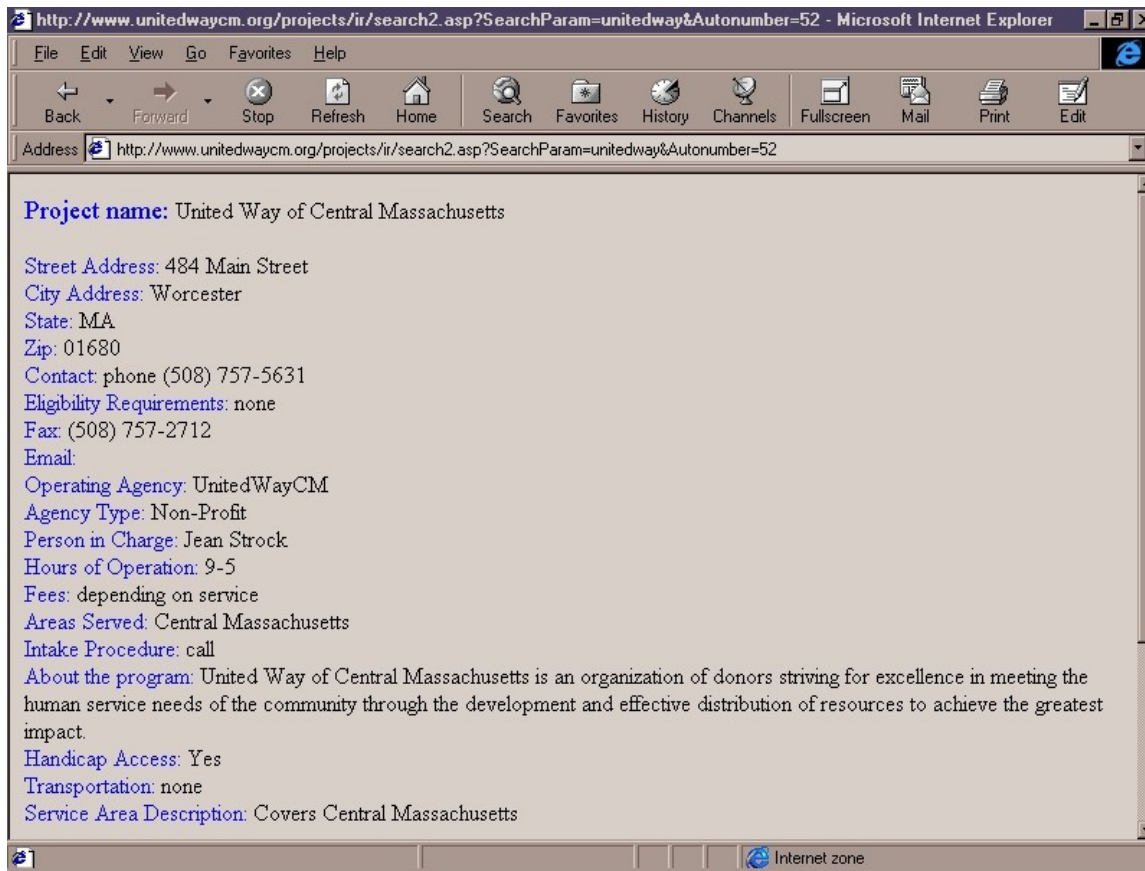 http://www.unitedwaycm.org/projects/ir/search2.asp?SearchParam=unitedway&Autonumber=52 - Microsoft Internet Explorer
File Edit View Go Favorites Help
Back Forward Stop Refresh Home Search Favorites History Channels Fullscreen Mail Print Edit
Address http://www.unitedwaycm.org/projects/ir/search2.asp?SearchParam=unitedway&Autonumber=52
Project name: United Way of Central Massachusetts
Street Address: 484 Main Street
City Address: Worcester
State: MA
Zip: 01680
Contact: phone (508) 757-5631
Eligibility Requirements: none
Fax: (508) 757-2712
Email:
Operating Agency: UnitedWayCM
Agency Type: Non-Profit
Person in Charge: Jean Strock
Hours of Operation: 9-5
Fees: depending on service
Areas Served: Central Massachusetts
Intake Procedure: call
About the program: United Way of Central Massachusetts is an organization of donors striving for excellence in meeting the
human service needs of the community through the development and effective distribution of resources to achieve the greatest
impact.
Handicap Access: Yes
Transportation: none
Service Area Description: Covers Central Massachusetts
Internet zone